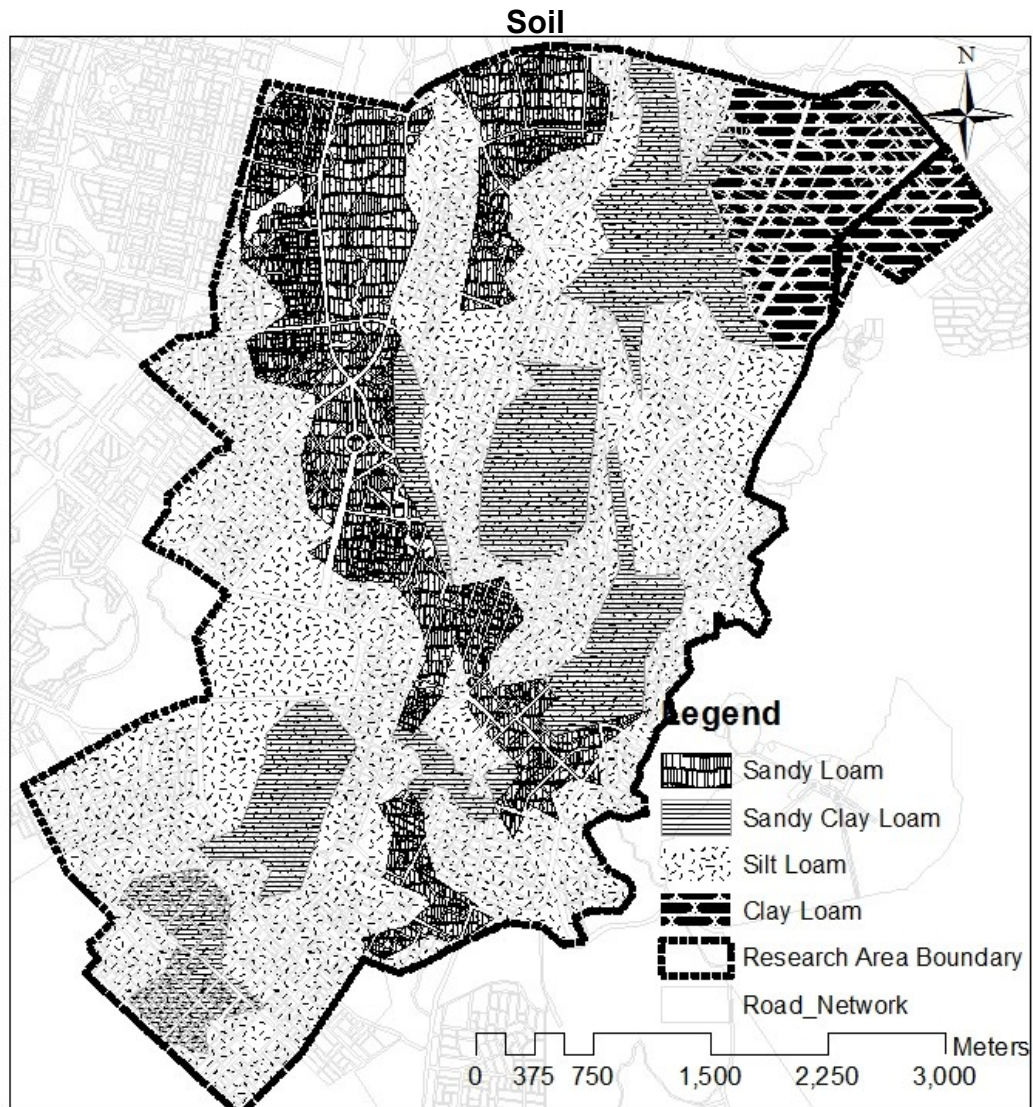 Soil
N
Legend
Sandy Loam
Sandy Clay Loam
Silt Loam
Clay Loam
Research Area Boundary
Road_Network
Meters
0 375 750 1,500 2,250 3,000